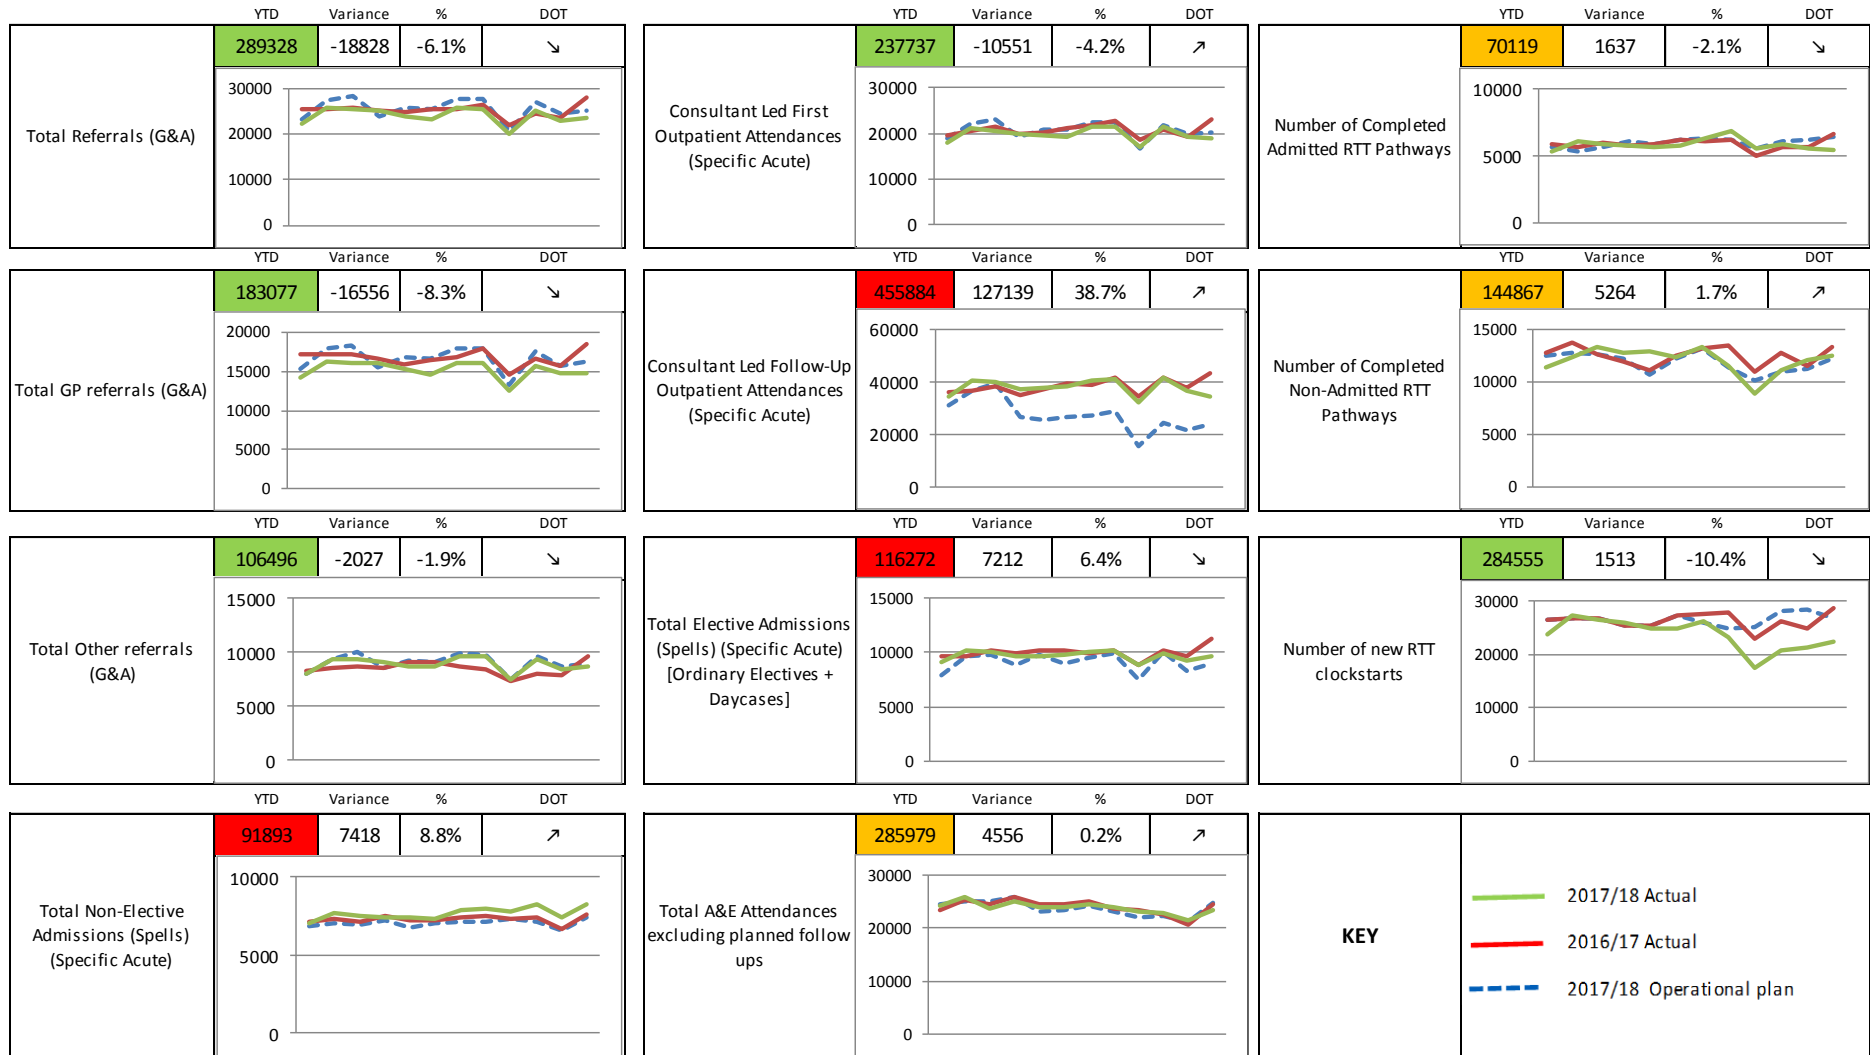 YTD Variance % DOT
Total Referrals (G&A)
289328 -18828 -6.1% ↘
30000
20000
10000
0
YTD Variance % DOT
Consultant Led First
Outpatient Attendances
(Specific Acute)
237737 -10551 -4.2% ↗
30000
20000
10000
0
YTD Variance % DOT
Number of Completed
Admitted RTT Pathways
70119 1637 -2.1% ↘
10000
5000
0
YTD Variance % DOT
Total GP referrals (G&A)
183077 -16556 -8.3% ↘
20000
15000
10000
5000
0
YTD Variance % DOT
Consultant Led Follow-Up
Outpatient Attendances
(Specific Acute)
455884 127139 38.7% ↗
60000
40000
20000
0
YTD Variance % DOT
Number of Completed
Non-Admitted RTT
Pathways
144867 5264 1.7% ↗
15000
10000
5000
0
YTD Variance % DOT
Total Other referrals
(G&A)
106496 -2027 -1.9% ↘
15000
10000
5000
0
YTD Variance % DOT
Total Elective Admissions
(Spells) (Specific Acute)
[Ordinary Electives +
Daycases]
116272 7212 6.4% ↘
15000
10000
5000
0
YTD Variance % DOT
Number of new RTT
clockstarts
284555 1513 -10.4% ↘
30000
20000
10000
0
YTD Variance % DOT
Total Non-Elective
Admissions (Spells)
(Specific Acute)
91893 7418 8.8% ↗
10000
5000
0
YTD Variance % DOT
Total A&E Attendances
excluding planned follow
ups
285979 4556 0.2% ↗
30000
20000
10000
0
KEY
2017/18 Actual
2016/17 Actual
2017/18 Operational plan